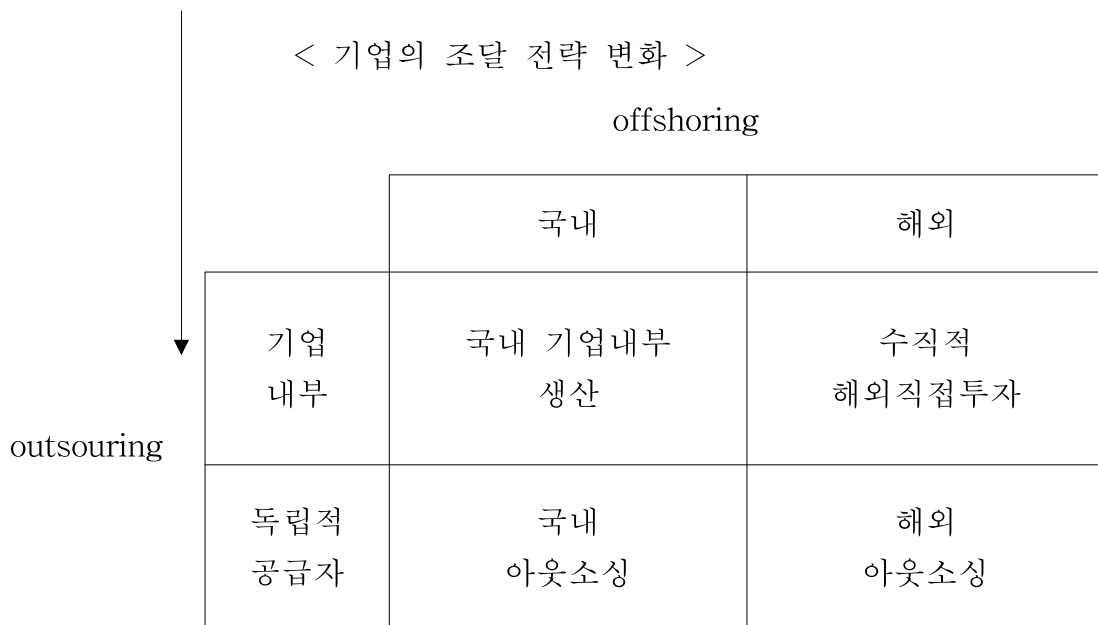 < 기업의 조달 전략 변화 >
offshoring
국내 해외
기업 국내 기업내부 수직적
내부 생산 해외직접투자
outsouring
독립적 국내 해외
공급자 아웃소싱 아웃소싱